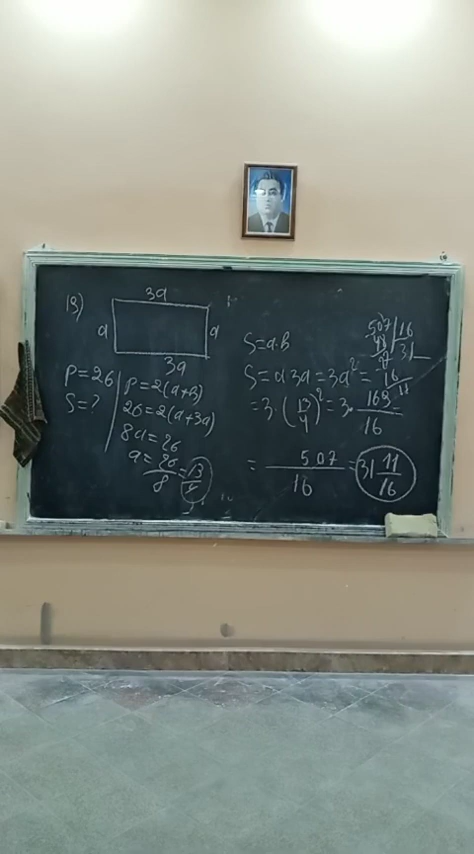 19)
3a
a
a
3a
P=26
S=?
P=2(a+b)
26=2(a+3a)
8a=26
a=26/8=13/4
S=a·b
S=a·3a=3a²=
=3·(13/4)²=3·169/16=
=507/16=31 11/16
507 | 16
48 | 31
27
16
11